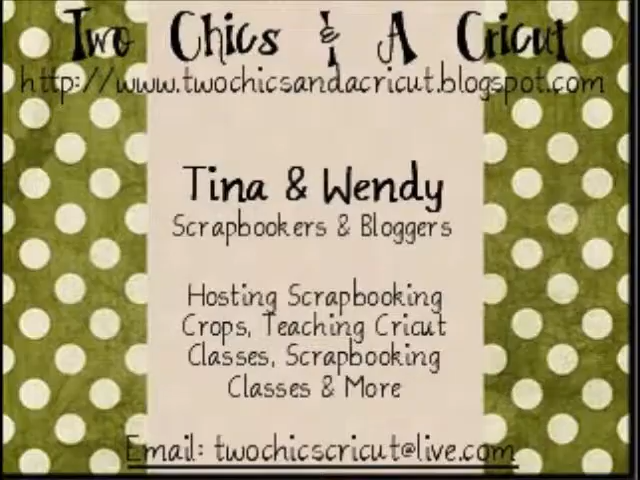 Two Chics & A Cricut
http://www.twochicsandacricut.blogspot.com
Tina & Wendy
Scrapbookers & Bloggers
Hosting Scrapbooking
Crops, Teaching Cricut
Classes, Scrapbooking
Classes & More
Email: twochicscricut@live.com